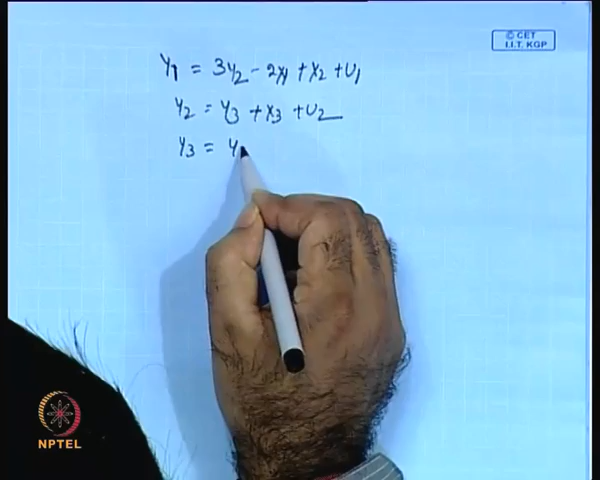 © CET
I.I.T. KGP
Y1 = 3Y2 - 2X1 + X2 + U1
Y2 = Y3 + X3 + U2
Y3 = Y
NPTEL